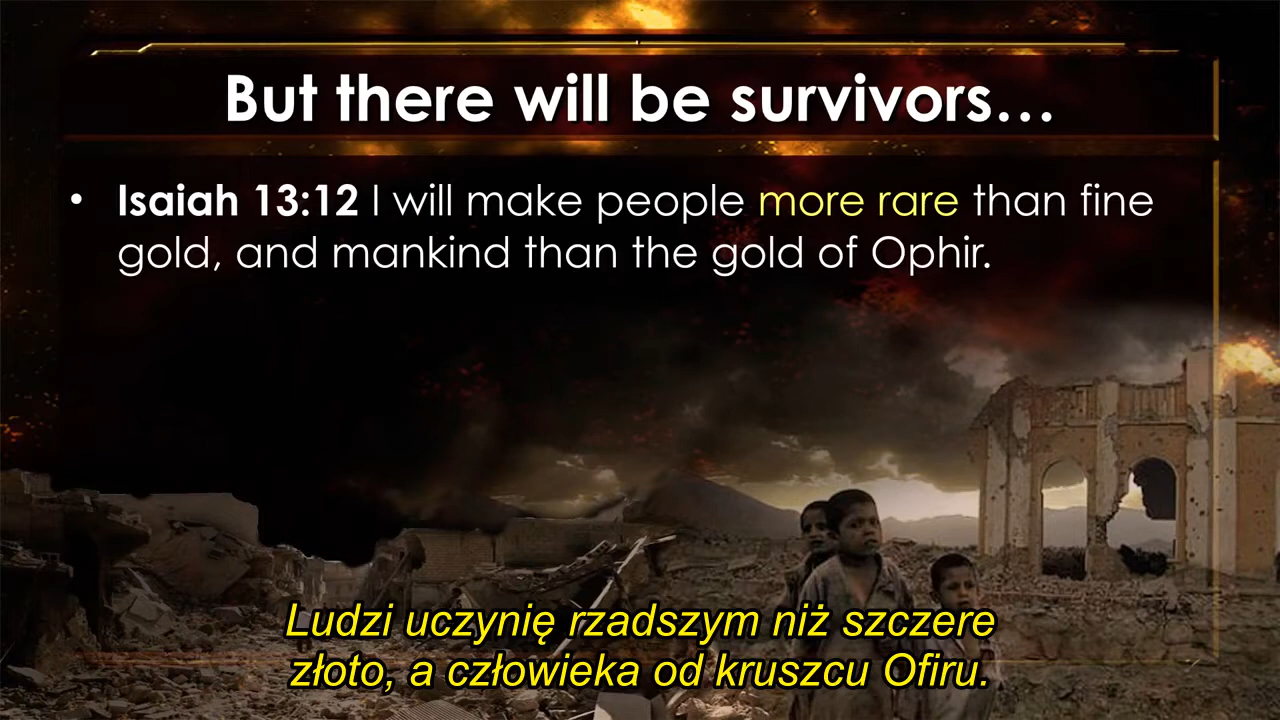 But there will be survivors…
• Isaiah 13:12 I will make people more rare than fine
gold, and mankind than the gold of Ophir.
Ludzi uczynię rzadszym niż szczere
złoto, a człowieka od kruszcu Ofiru.